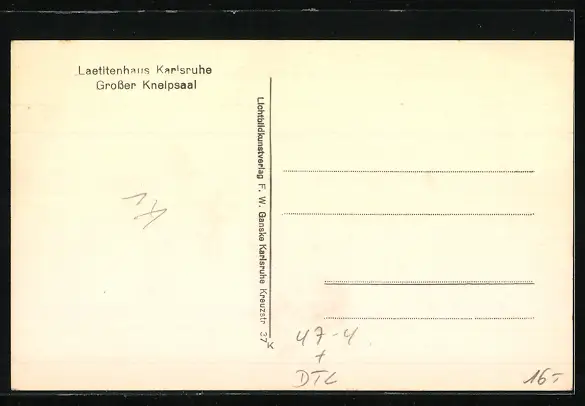 Laetitenhaus Karlsruhe
Großer Kneipsaal
Lichtbildkunstverlag F. W. Ganske Karlsruhe Kreuzstr. 37
K
47-4
+
DTL
16.-